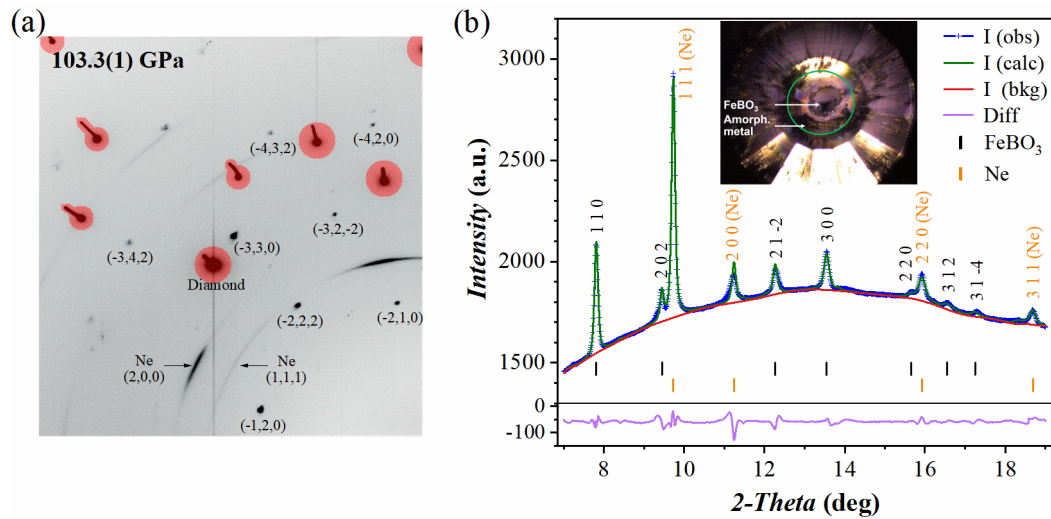 (a)
103.3(1) GPa
(-4,2,0)
(-4,3,2)
(-3,2,-2)
(-3,3,0)
(-3,4,2)
Diamond
(-2,2,2)
(-2,1,0)
Ne
(2,0,0)
Ne
(1,1,1)
(-1,2,0)
(b)
3000
2500
2000
1500
0
-100
Intensity (a.u.)
1 1 0
2 0 2
1 1 1 (Ne)
2 0 0 (Ne)
2 1 -2
3 0 0
2 2 0
2 2 0 (Ne)
3 1 2
3 1 -4
3 1 1 (Ne)
FeBO₃
Amorph.
metal
I (obs)
I (calc)
I (bkg)
Diff
FeBO₃
Ne
8 10 12 14 16 18
2-Theta (deg)